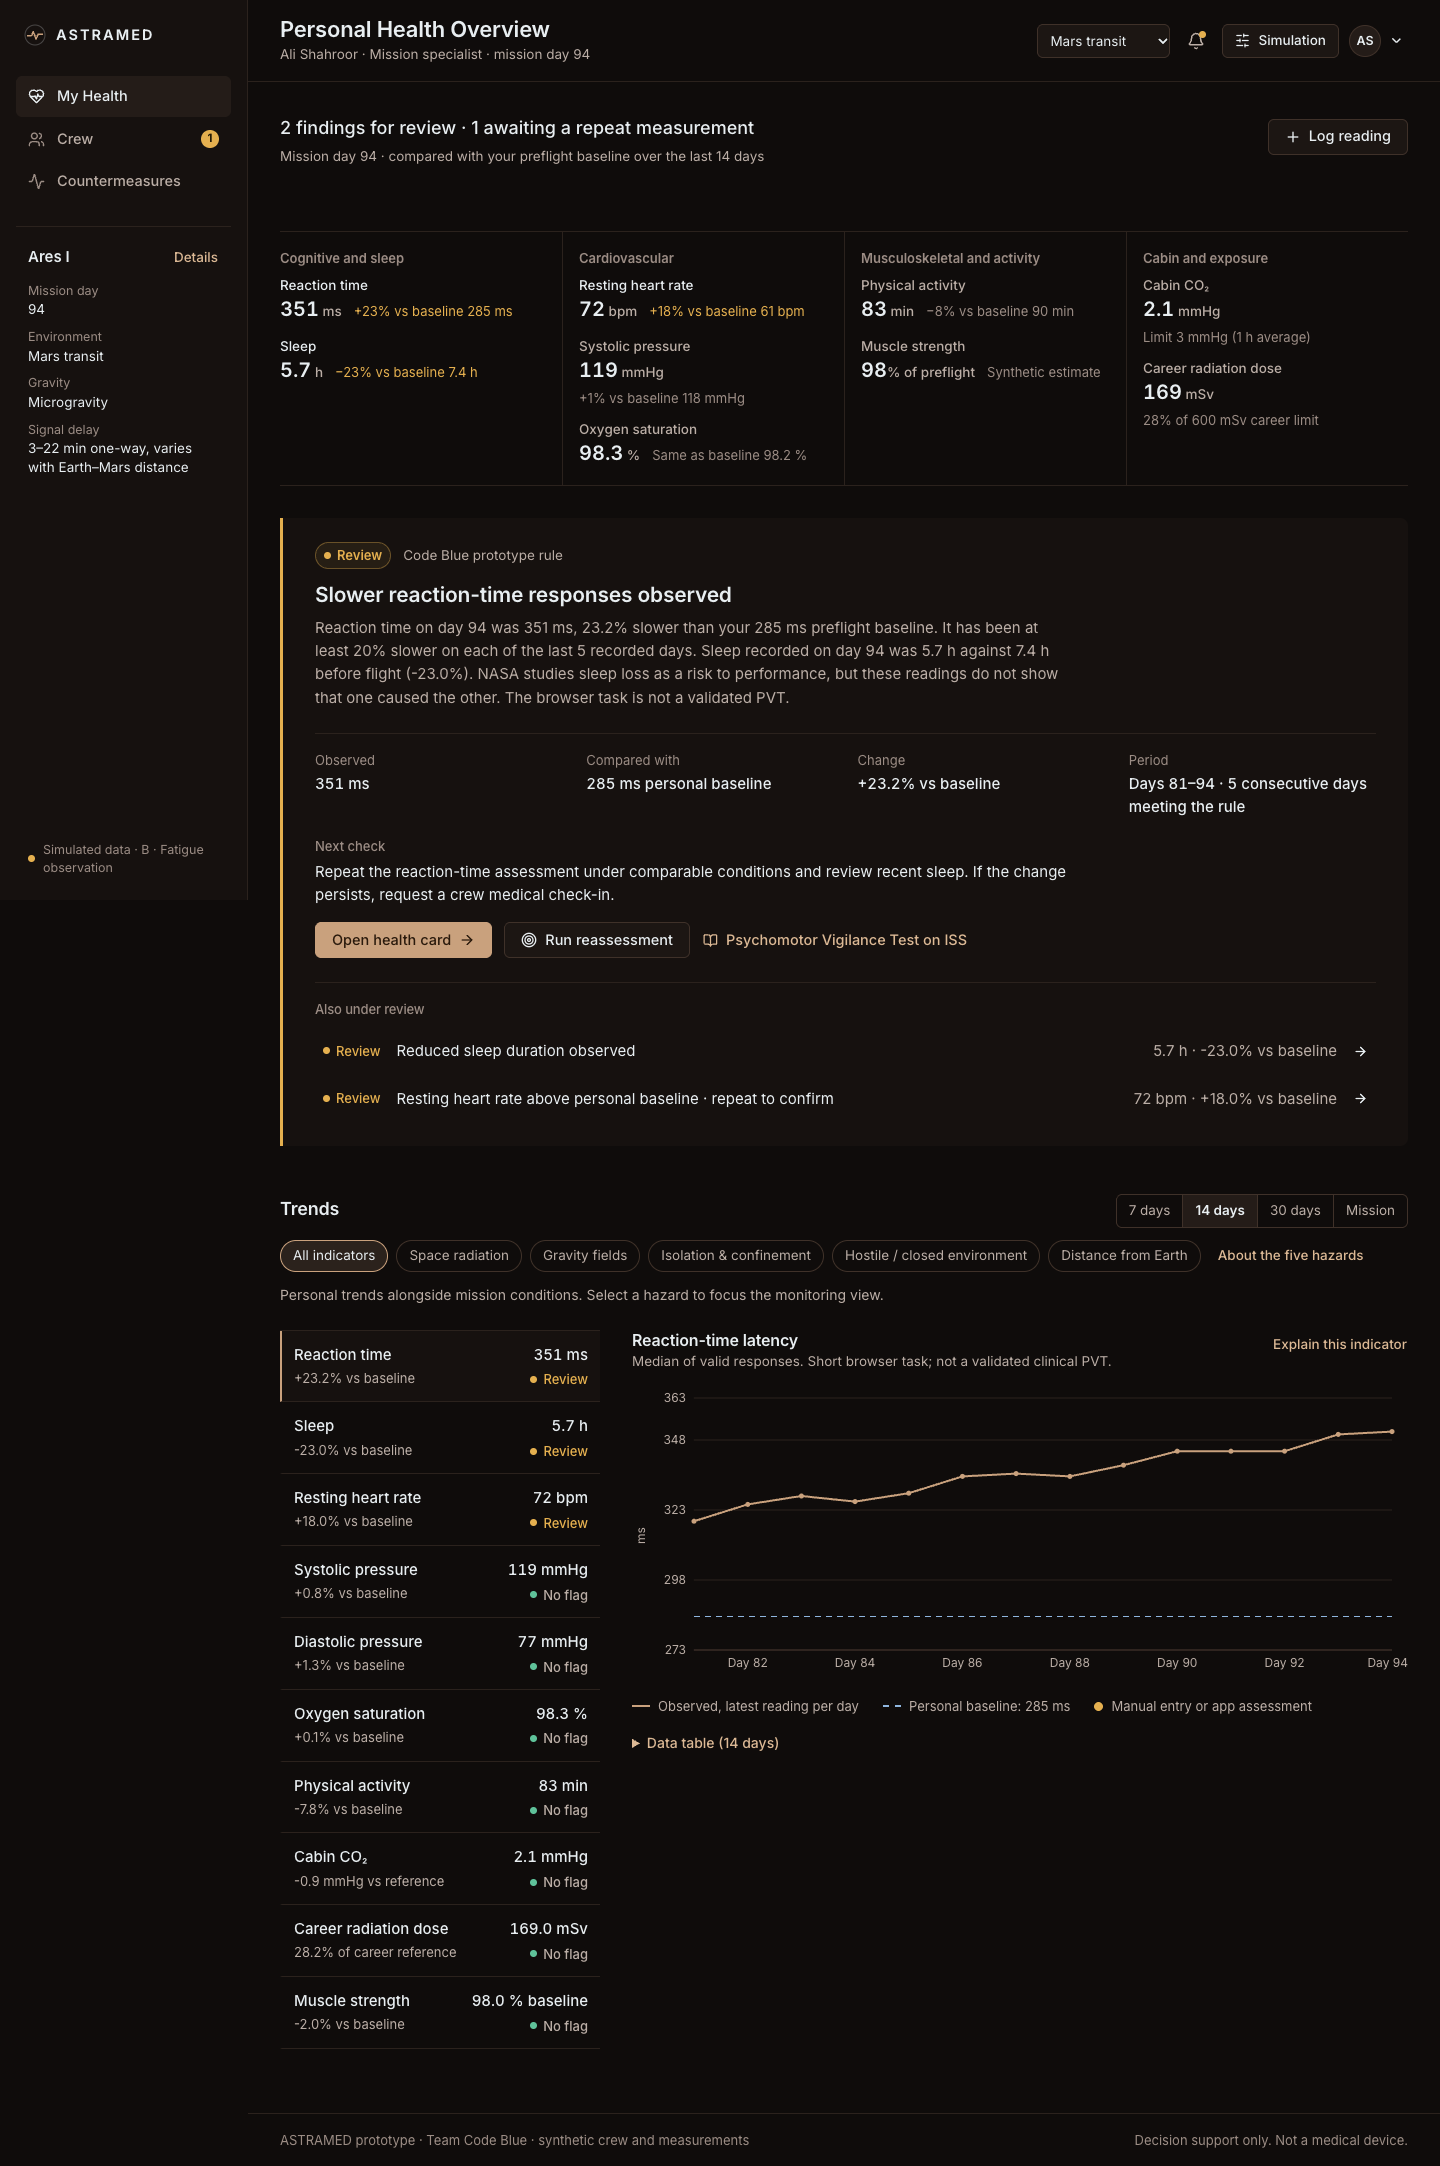 ASTRAMED
My Health
Crew
1
Countermeasures
Ares I
Details
Mission day
94
Environment
Mars transit
Gravity
Microgravity
Signal delay
3–22 min one-way, varies
with Earth–Mars distance
Simulated data · B · Fatigue
observation
Personal Health Overview
Ali Shahroor · Mission specialist · mission day 94
Mars transit
Simulation
AS
2 findings for review · 1 awaiting a repeat measurement
Mission day 94 · compared with your preflight baseline over the last 14 days
Log reading
Cognitive and sleep
Reaction time
351 ms +23% vs baseline 285 ms
Sleep
5.7 h −23% vs baseline 7.4 h
Cardiovascular
Resting heart rate
72 bpm +18% vs baseline 61 bpm
Systolic pressure
119 mmHg
+1% vs baseline 118 mmHg
Oxygen saturation
98.3 % Same as baseline 98.2 %
Musculoskeletal and activity
Physical activity
83 min −8% vs baseline 90 min
Muscle strength
98% of preflight Synthetic estimate
Cabin and exposure
Cabin CO₂
2.1 mmHg
Limit 3 mmHg (1 h average)
Career radiation dose
169 mSv
28% of 600 mSv career limit
Review Code Blue prototype rule
Slower reaction-time responses observed
Reaction time on day 94 was 351 ms, 23.2% slower than your 285 ms preflight baseline. It has been at
least 20% slower on each of the last 5 recorded days. Sleep recorded on day 94 was 5.7 h against 7.4 h
before flight (-23.0%). NASA studies sleep loss as a risk to performance, but these readings do not show
that one caused the other. The browser task is not a validated PVT.
Observed
351 ms
Compared with
285 ms personal baseline
Change
+23.2% vs baseline
Period
Days 81–94 · 5 consecutive days
meeting the rule
Next check
Repeat the reaction-time assessment under comparable conditions and review recent sleep. If the change
persists, request a crew medical check-in.
Open health card
Run reassessment
Psychomotor Vigilance Test on ISS
Also under review
Review Reduced sleep duration observed 5.7 h · -23.0% vs baseline
Review Resting heart rate above personal baseline · repeat to confirm 72 bpm · +18.0% vs baseline
Trends
7 days 14 days 30 days Mission
All indicators Space radiation Gravity fields Isolation & confinement Hostile / closed environment Distance from Earth About the five hazards
Personal trends alongside mission conditions. Select a hazard to focus the monitoring view.
Reaction time 351 ms
+23.2% vs baseline Review
Sleep 5.7 h
-23.0% vs baseline Review
Resting heart rate 72 bpm
+18.0% vs baseline Review
Systolic pressure 119 mmHg
+0.8% vs baseline No flag
Diastolic pressure 77 mmHg
+1.3% vs baseline No flag
Oxygen saturation 98.3 %
+0.1% vs baseline No flag
Physical activity 83 min
-7.8% vs baseline No flag
Cabin CO₂ 2.1 mmHg
-0.9 mmHg vs reference No flag
Career radiation dose 169.0 mSv
28.2% of career reference No flag
Muscle strength 98.0 % baseline
-2.0% vs baseline No flag
Reaction-time latency
Median of valid responses. Short browser task; not a validated clinical PVT.
Explain this indicator
363
348
323
298
273
ms
Day 82 Day 84 Day 86 Day 88 Day 90 Day 92 Day 94
Observed, latest reading per day Personal baseline: 285 ms Manual entry or app assessment
Data table (14 days)
ASTRAMED prototype · Team Code Blue · synthetic crew and measurements
Decision support only. Not a medical device.